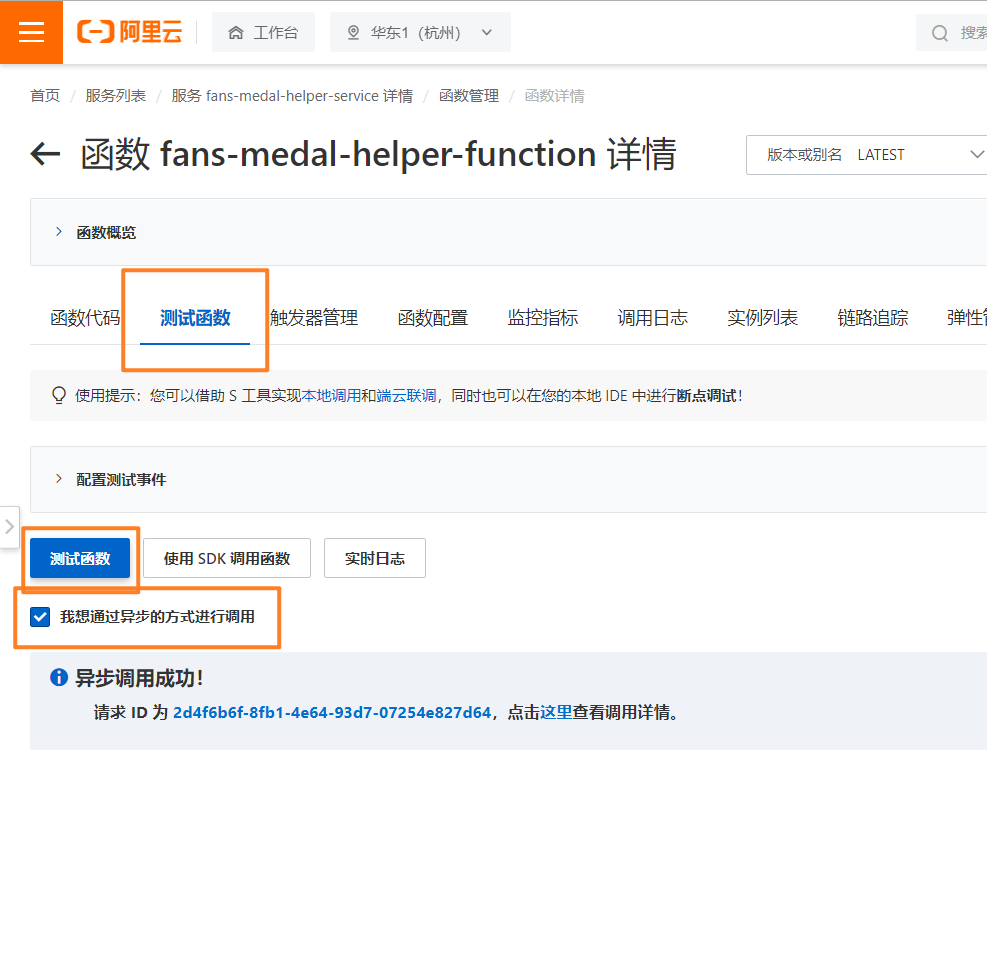 阿里云 工作台 华东1（杭州） 搜索
首页 / 服务列表 / 服务 fans-medal-helper-service 详情 / 函数管理 / 函数详情
函数 fans-medal-helper-function 详情 版本或别名 LATEST
函数概览
函数代码 测试函数 触发器管理 函数配置 监控指标 调用日志 实例列表 链路追踪 弹性
使用提示：您可以借助 S 工具实现本地调用和端云联调，同时也可以在您的本地 IDE 中进行断点调试！
配置测试事件
测试函数 使用 SDK 调用函数 实时日志
我想通过异步的方式进行调用
异步调用成功！
请求 ID 为 2d4f6b6f-8fb1-4e64-93d7-07254e827d64，点击这里查看调用详情。